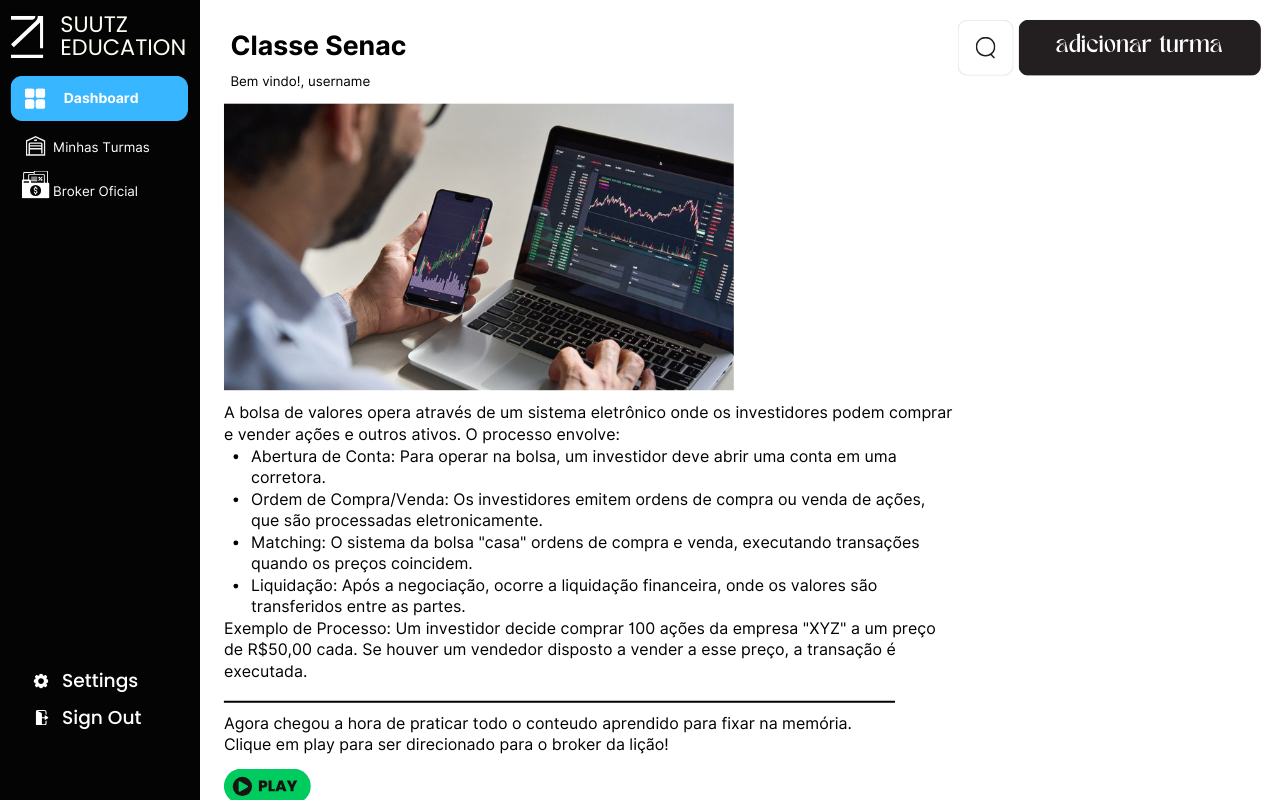 SUUTZ
EDUCATION
Dashboard
Minhas Turmas
Broker Oficial
Settings
Sign Out
Classe Senac
Bem vindo!, username
adicionar turma
A bolsa de valores opera através de um sistema eletrônico onde os investidores podem comprar
e vender ações e outros ativos. O processo envolve:
• Abertura de Conta: Para operar na bolsa, um investidor deve abrir uma conta em uma
corretora.
• Ordem de Compra/Venda: Os investidores emitem ordens de compra ou venda de ações,
que são processadas eletronicamente.
• Matching: O sistema da bolsa "casa" ordens de compra e venda, executando transações
quando os preços coincidem.
• Liquidação: Após a negociação, ocorre a liquidação financeira, onde os valores são
transferidos entre as partes.
Exemplo de Processo: Um investidor decide comprar 100 ações da empresa "XYZ" a um preço
de R$50,00 cada. Se houver um vendedor disposto a vender a esse preço, a transação é
executada.
Agora chegou a hora de praticar todo o conteudo aprendido para fixar na memória.
Clique em play para ser direcionado para o broker da lição!
PLAY